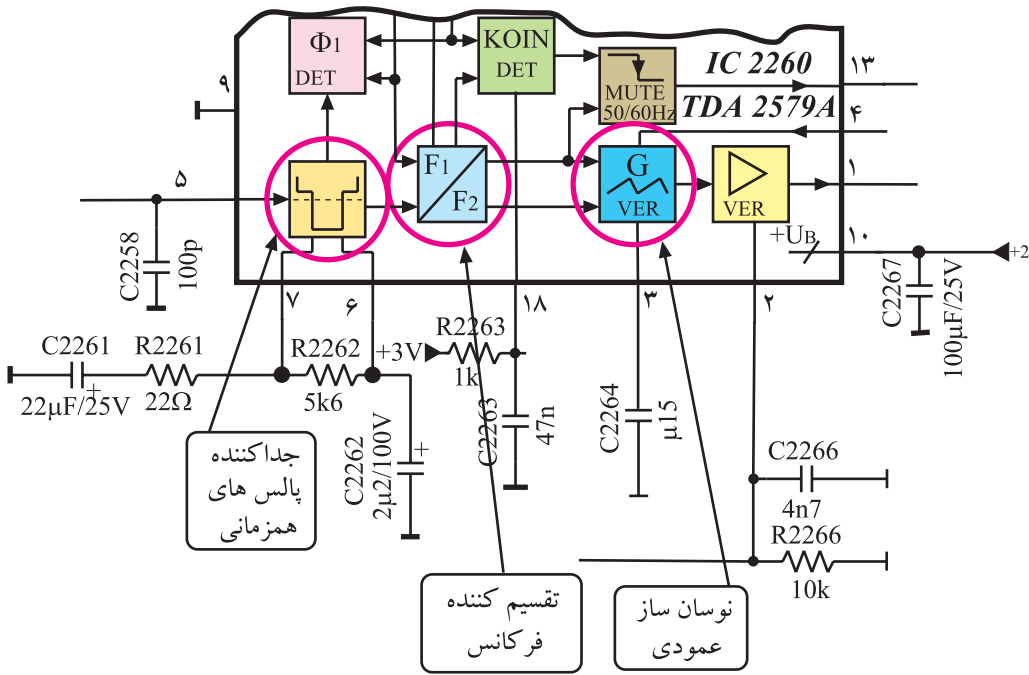 Φ1
DET
KOIN
DET
MUTE
50/60Hz
IC 2260
TDA 2579A
۱۳
۹
۴
۵
F1
F2
G
VER
VER
۱
+UB
۱۰
+2
C2258
100p
۷
۶
۱۸
۳
۲
C2267
100µF/25V
C2261
22µF/25V
R2261
22Ω
R2262
5k6
+3V
R2263
1k
C2262
2µ2/100V
C2263
47n
C2264
µ15
C2266
4n7
R2266
10k
جداکننده
پالس های
همزمانی
تقسیم کننده
فرکانس
نوسان ساز
عمودی